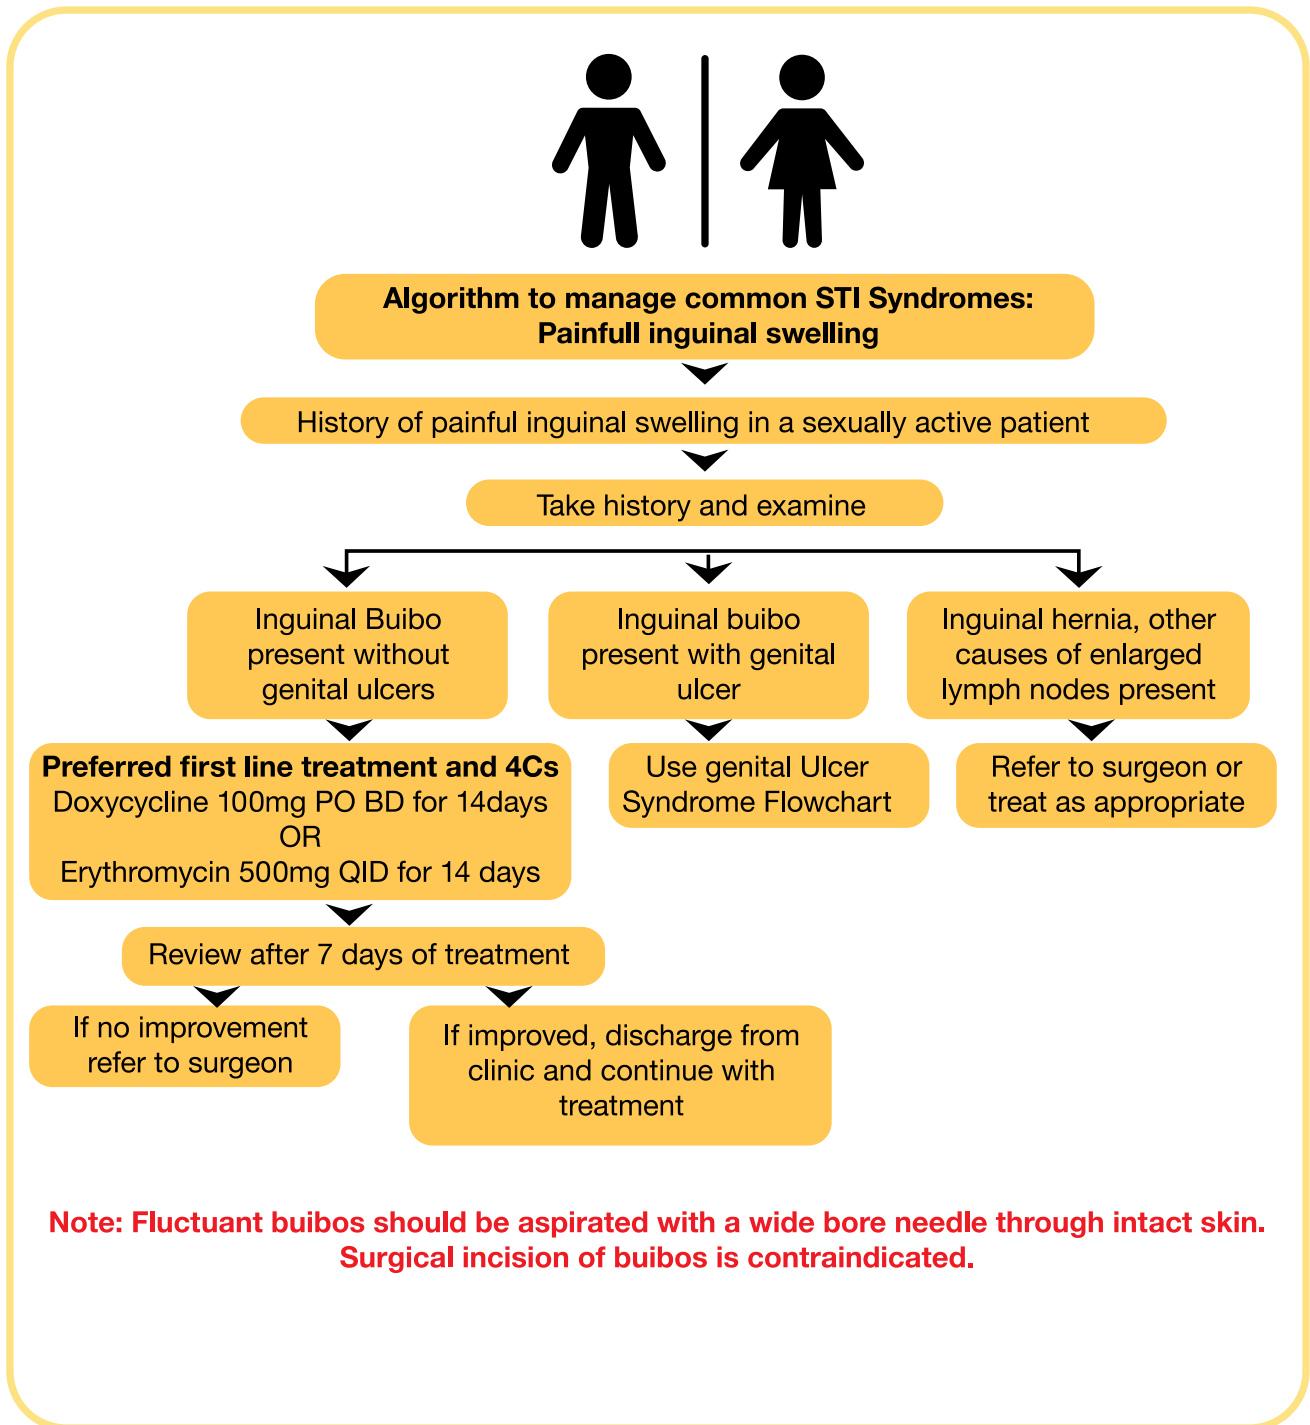 Algorithm to manage common STI Syndromes:
Painfull inguinal swelling
History of painful inguinal swelling in a sexually active patient
Take history and examine
Inguinal Buibo
present without
genital ulcers
Inguinal buibo
present with genital
ulcer
Inguinal hernia, other
causes of enlarged
lymph nodes present
Preferred first line treatment and 4Cs
Doxycycline 100mg PO BD for 14days
OR
Erythromycin 500mg QID for 14 days
Use genital Ulcer
Syndrome Flowchart
Refer to surgeon or
treat as appropriate
Review after 7 days of treatment
If no improvement
refer to surgeon
If improved, discharge from
clinic and continue with
treatment
Note: Fluctuant buibos should be aspirated with a wide bore needle through intact skin.
Surgical incision of buibos is contraindicated.